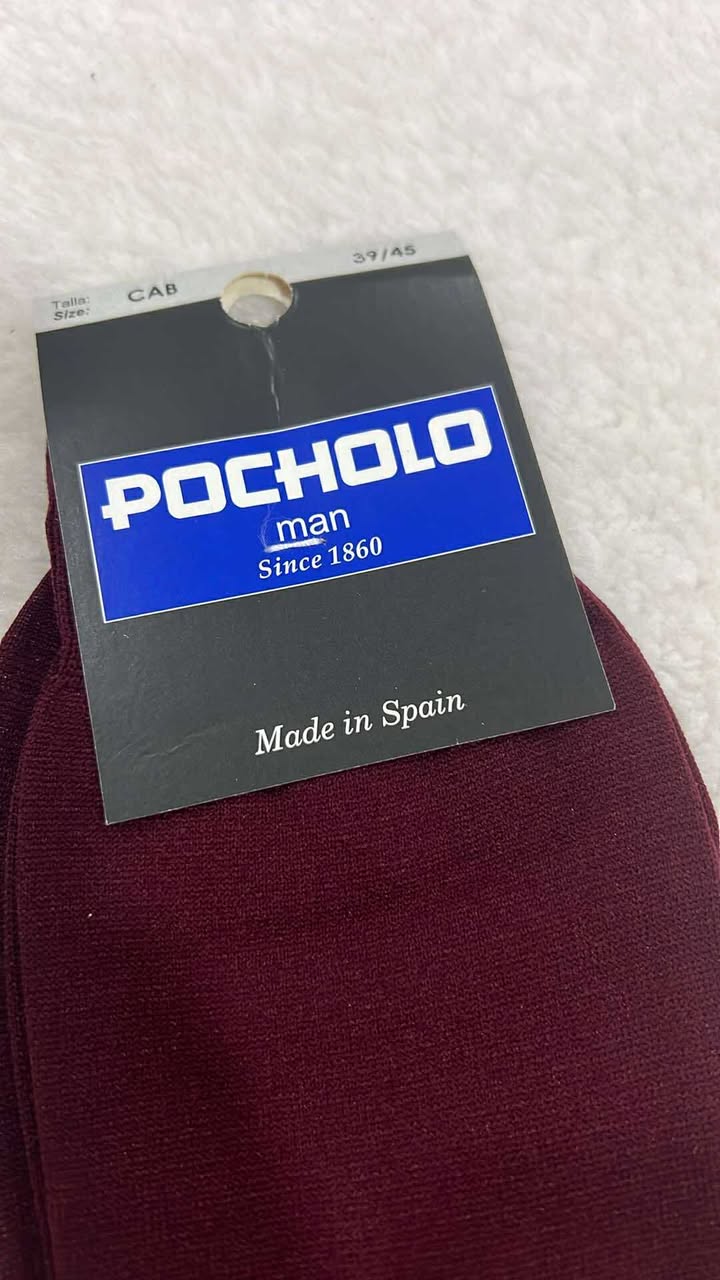 Talla: CAB 39/45
Size:
POCHOLO
man
Since 1860
Made in Spain